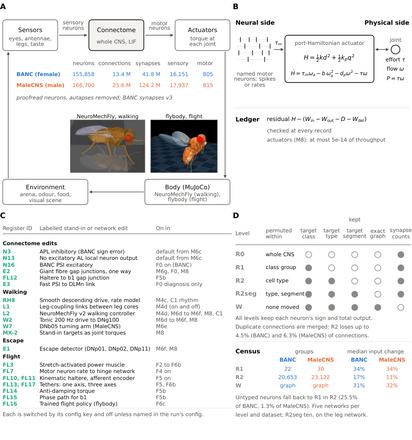 A
Sensors
eyes, antennae,
legs, taste
sensory
neurons
Connectome
whole CNS, LIF
motor
neurons
Actuators
torque at
each joint
neurons connections synapses sensory motor
BANC (female) 155,858 13.4 M 41.8 M 16,151 805
MaleCNS (male) 166,700 25.6 M 124.2 M 17,937 815
proofread neurons, autapses removed; BANC synapses v3
NeuroMechFly, walking
flybody, flight
Environment
arena, odour, food,
visual scene
Body (MuJoCo)
NeuroMechFly (walking)
flybody (flight)
B
Neural side
Physical side
named motor
neurons: spikes
or rates
port-Hamiltonian actuator
joint
effort τ
flow ω
P = τω
Ledger
checked at every record
actuators (M8): at most 5e-14 of throughput
C
Register ID Labelled stand-in or network edit On in
Connectome edits
N3 APL inhibitory (BANC sign error) default from M6c
N13 No excitatory AL local neuron output default from M6c
N16 BANC PSI excitatory F0 on (BANC)
E2 Giant fibre gap junctions, one way M6g, F0, M8
FL12 Haltere to b1 gap junction F5b
E3 Fast PSI to DLMn link F0 diagnostic only
Walking
RH8 Smooth descending drive, rate model M4c, C1 rhythm
L1 Leg-coupling links between leg cores M4d (on and off)
L2 NeuroMechFly v2 walking controller M4d, M6d to M6f, M8, C1
W2 Tonic 200 Hz drive to DNg100 M4d to M6f, M8
W7 DNb05 turning arm (MaleCNS) M6e
MX-2 Stand-in targets as joint torques M8
Escape
E1 Escape detector (DNp01, DNp02, DNp11) M6f, M8
Flight
FL3 Stretch-activated power muscle F2 to F6b
FL7 Motor neuron rate to hinge neuron F4 on
FL10, FL11 Kinematic haltere, afferent encoder F5 on
FL13, FL17 Tethers: one axis, three axes F5, F6b
FL14 Anti-damping torque F5b
FL15 Phase path for b1 F5b
FL16 Trained flight policy (flybody) F6c
Each is switched by its config key and off unless named in the run's config.
D
kept
Level permuted within target class target type target segment exact graph synapse counts
R0 whole CNS
R1 class group
R2 cell type
R2seg type, segment
W none moved
All levels keep each neuron's sign and total output.
Duplicate connections are merged; R2 loses up to
4.5% (BANC) and 6.3% (MaleCNS) of connections.
Census groups median input change
BANC MaleCNS BANC MaleCNS
R1 22 30 34% 34%
R2 20,653 23,122 17% 11%
W graph graph 31% 32%
Untyped neurons fall back to R1 in R2 (25.5%
of BANC, 1.3% of MaleCNS). Five networks per
level and dataset; R2seg ten, on the leg network.